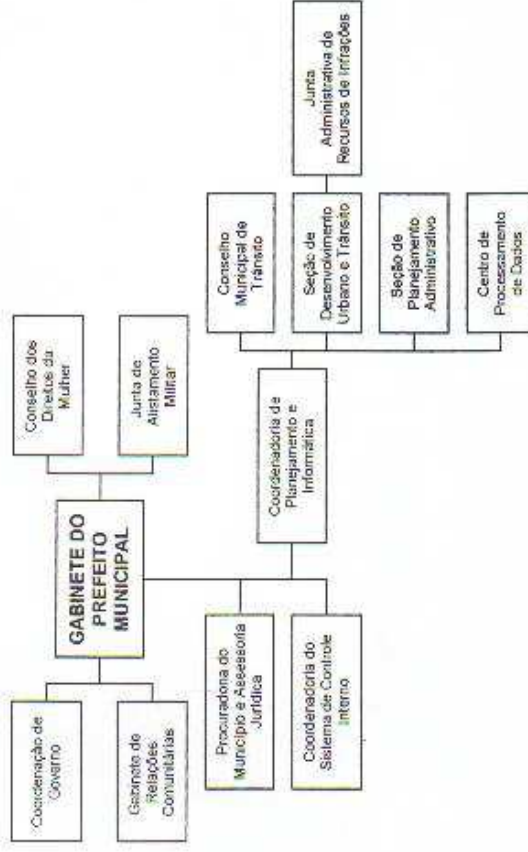 Coordenação de
Governo
Gabinete de
Relações
Comunitárias
GABINETE DO
PREFEITO
MUNICIPAL
Conselho dos
Direitos da
Mulher
Junta de
Alistamento
Militar
Procuradoria do
Município e Assessoria
Jurídica
Coordenadoria do
Sistema de Controle
Interno
Coordenadoria de
Planejamento e
Informática
Conselho
Municipal de
Trânsito
Seção de
Desenvolvimento
Urbano e Trânsito
Seção de
Planejamento
Administrativo
Centro de
Processamento
de Dados
Junta
Administrativa de
Recursos de Infrações